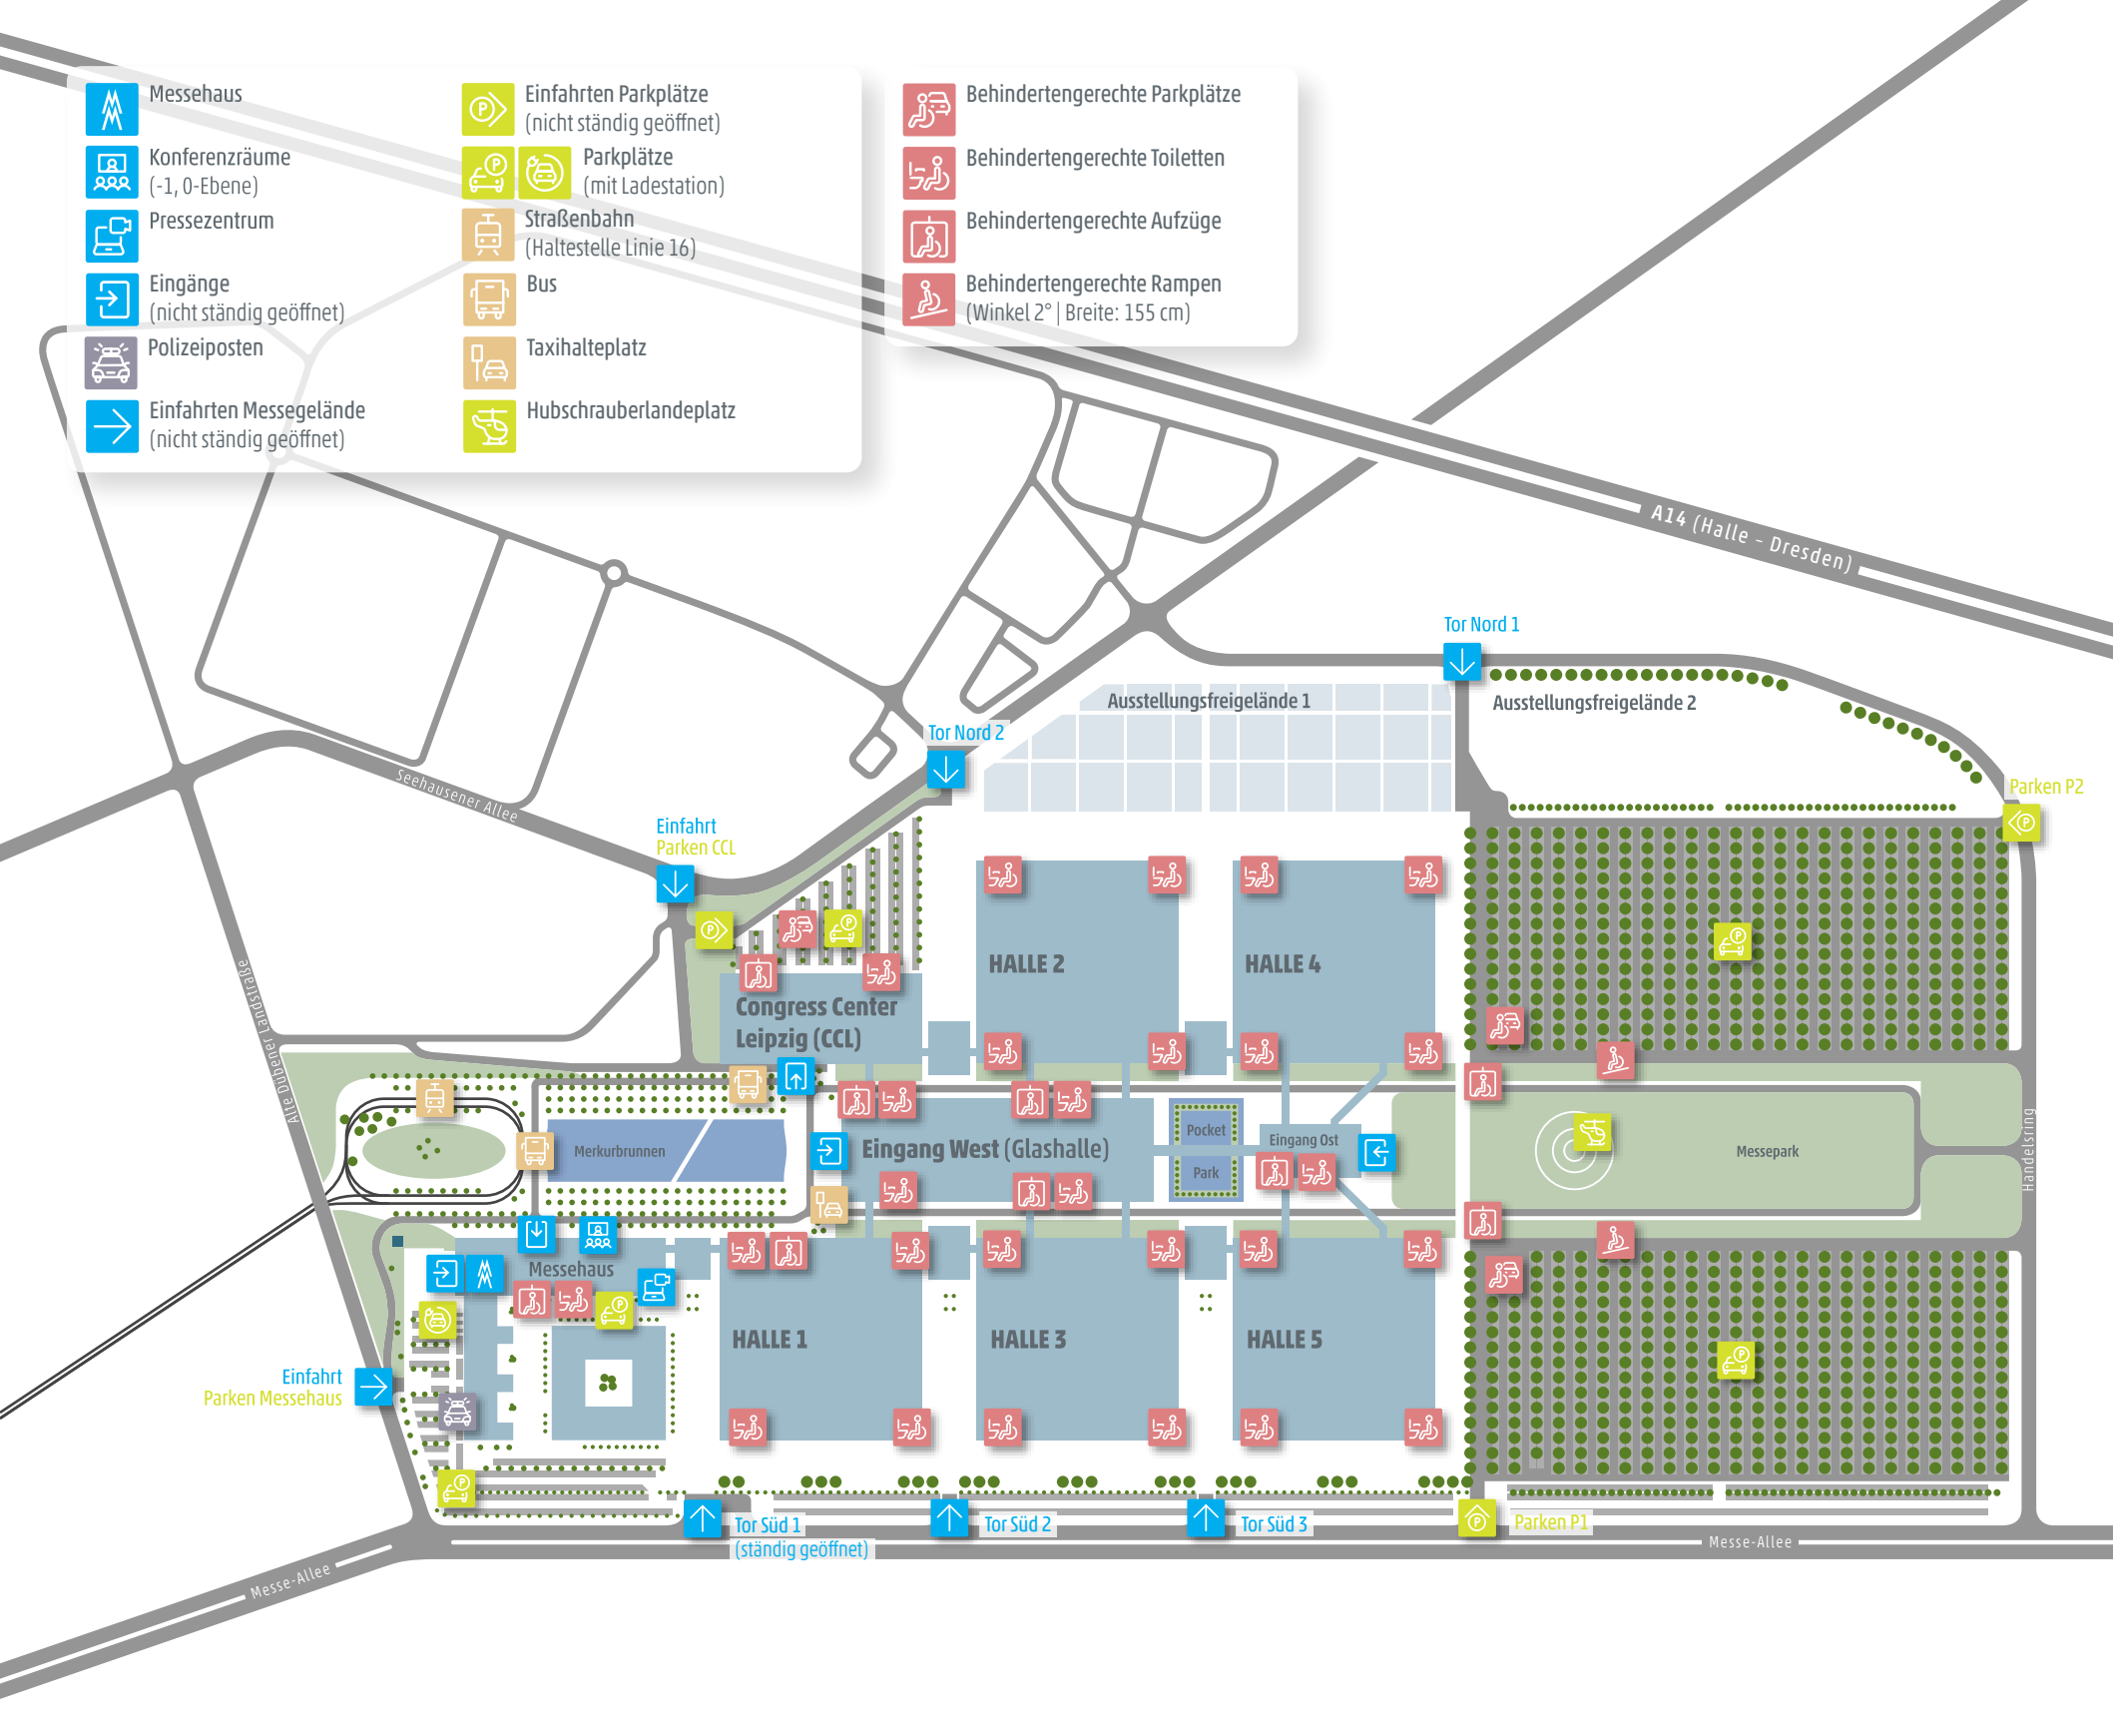 Messehaus
Konferenzräume
(-1, 0-Ebene)
Pressezentrum
Eingänge
(nicht ständig geöffnet)
Polizeiposten
Einfahrten Messegelände
(nicht ständig geöffnet)
Einfahrten Parkplätze
(nicht ständig geöffnet)
Parkplätze
(mit Ladestation)
Straßenbahn
(Haltestelle Linie 16)
Bus
Taxihalteplatz
Hubschrauberlandeplatz
Behindertengerechte Parkplätze
Behindertengerechte Toiletten
Behindertengerechte Aufzüge
Behindertengerechte Rampen
(Winkel 2° | Breite: 155 cm)
A14 (Halle – Dresden)
Tor Nord 1
Ausstellungsfreigelände 1
Ausstellungsfreigelände 2
Tor Nord 2
Seehausener Allee
Parken P2
Einfahrt
Parken CCL
HALLE 2
HALLE 4
Congress Center
Leipzig (CCL)
Alte Dübener Landstraße
Merkurbrunnen
Eingang West (Glashalle)
Pocket
Park
Eingang Ost
Messepark
Handelsring
Messehaus
HALLE 1
HALLE 3
HALLE 5
Einfahrt
Parken Messehaus
Tor Süd 1
(ständig geöffnet)
Tor Süd 2
Tor Süd 3
Parken P1
Messe-Allee
Messe-Allee